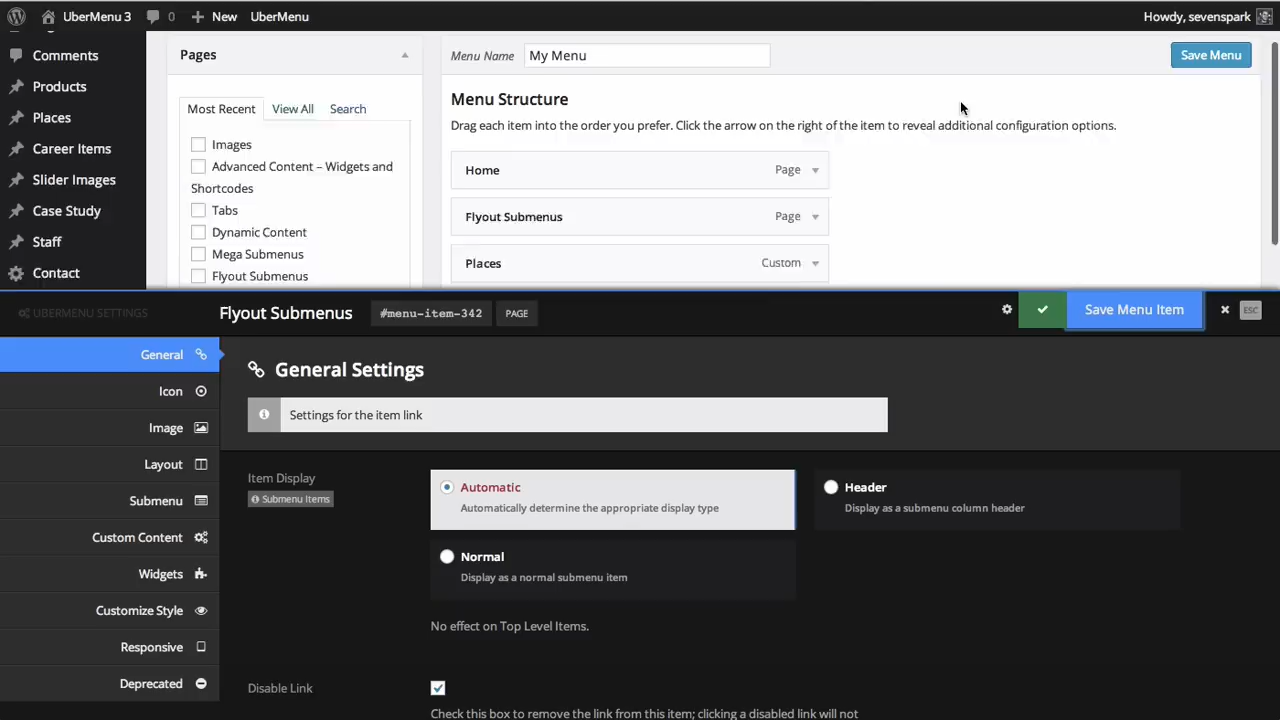 UberMenu 3 0 New UberMenu Howdy, sevenspark
Comments
Products
Places
Career Items
Slider Images
Case Study
Staff
Contact
Pages
Most Recent View All Search
Images
Advanced Content – Widgets and
Shortcodes
Tabs
Dynamic Content
Mega Submenus
Flyout Submenus
Menu Name My Menu Save Menu
Menu Structure
Drag each item into the order you prefer. Click the arrow on the right of the item to reveal additional configuration options.
Home Page
Flyout Submenus Page
Places Custom
UBERMENU SETTINGS Flyout Submenus #menu-item-342 PAGE Save Menu Item ESC
General
Icon
Image
Layout
Submenu
Custom Content
Widgets
Customize Style
Responsive
Deprecated
General Settings
Settings for the item link
Item Display
Submenu Items
Automatic
Automatically determine the appropriate display type
Header
Display as a submenu column header
Normal
Display as a normal submenu item
No effect on Top Level Items.
Disable Link
Check this box to remove the link from this item; clicking a disabled link will not